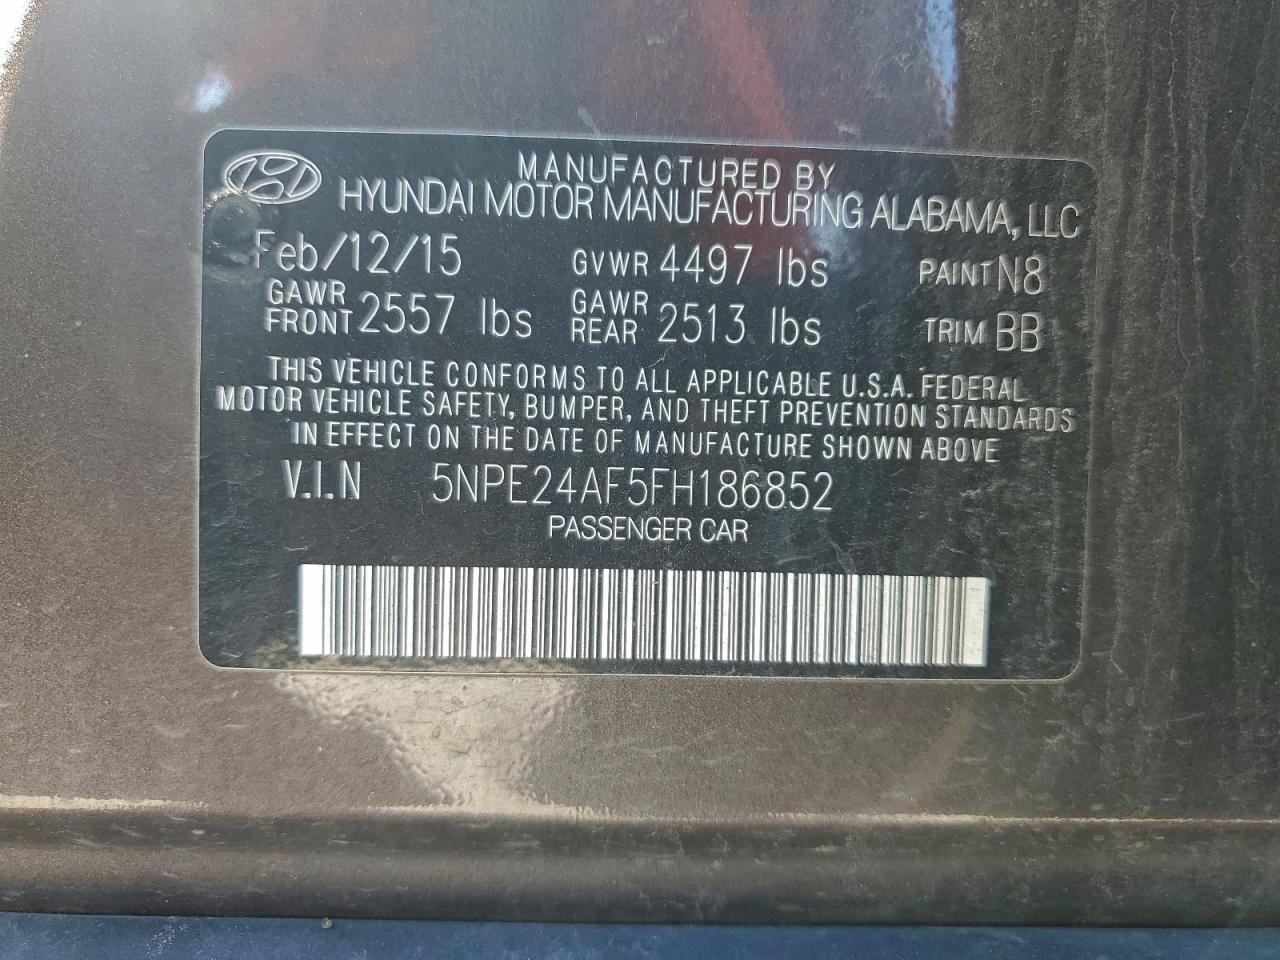 MANUFACTURED BY
HYUNDAI MOTOR MANUFACTURING ALABAMA, LLC
Feb/12/15 GVWR 4497 lbs PAINT N8
GAWR FRONT 2557 lbs GAWR REAR 2513 lbs TRIM BB
THIS VEHICLE CONFORMS TO ALL APPLICABLE U.S.A. FEDERAL
MOTOR VEHICLE SAFETY, BUMPER, AND THEFT PREVENTION STANDARDS
IN EFFECT ON THE DATE OF MANUFACTURE SHOWN ABOVE
V.I.N 5NPE24AF5FH186852
PASSENGER CAR